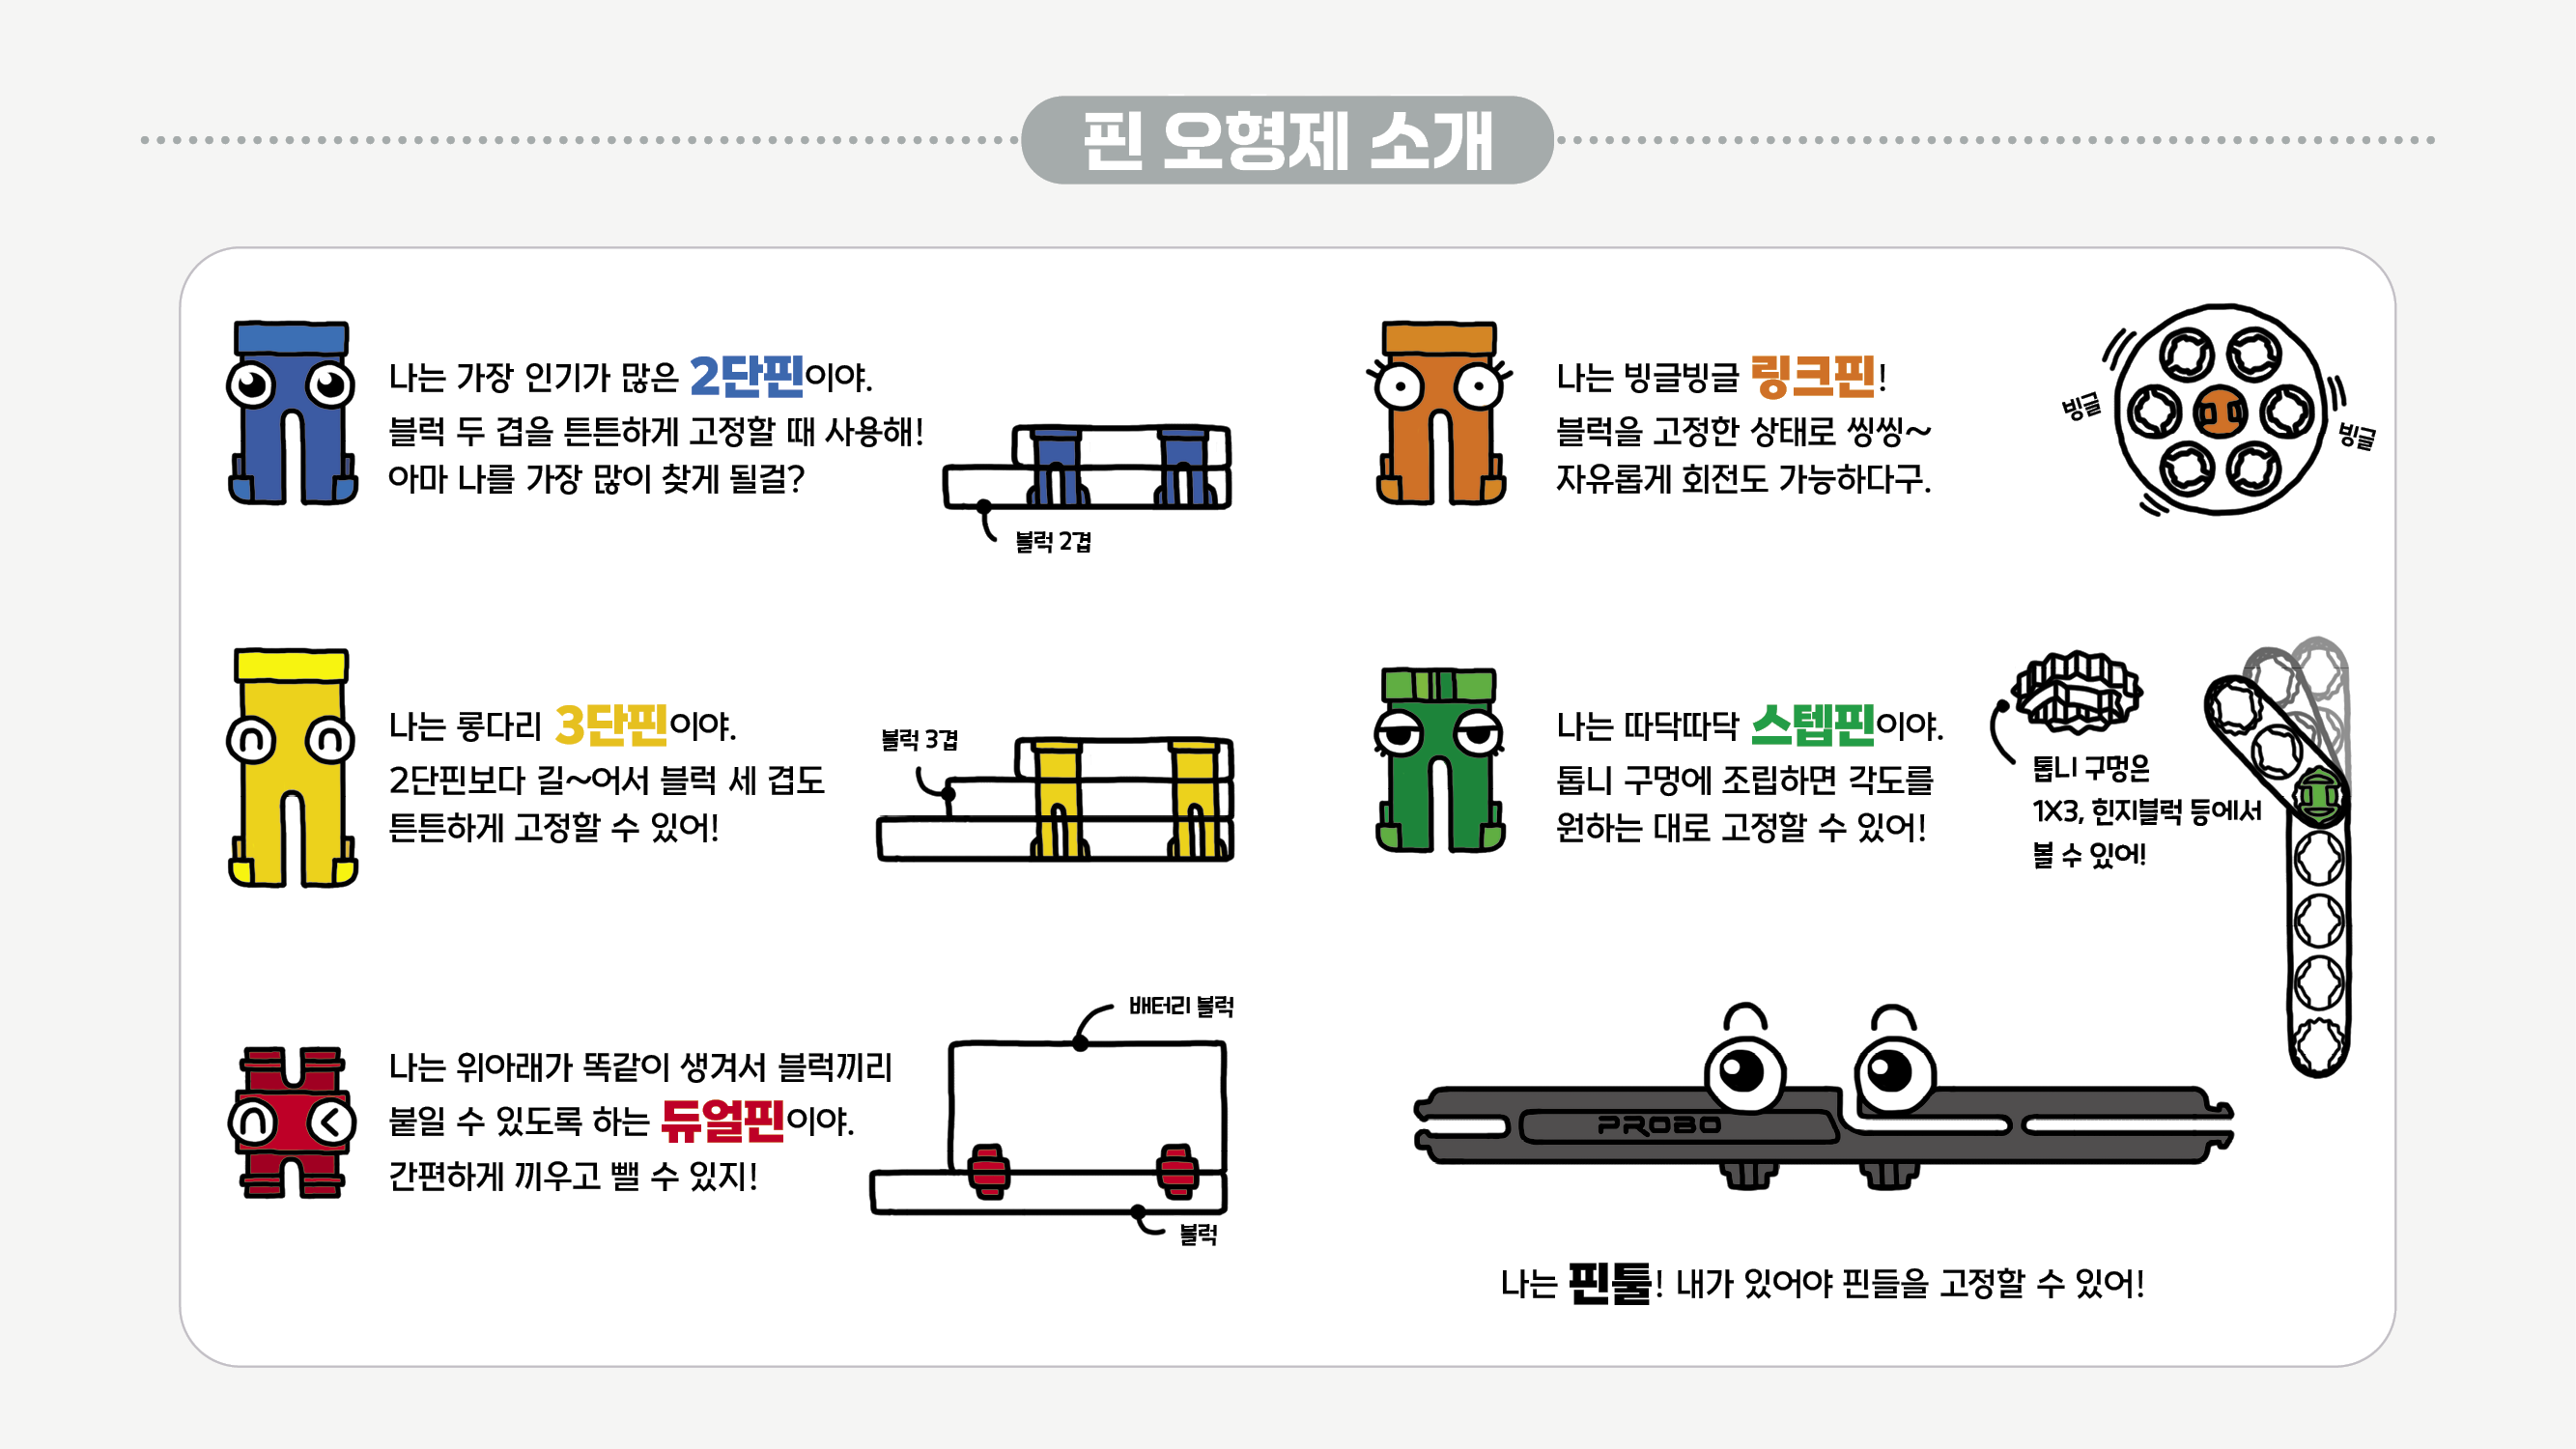 핀 오형제 소개
나는 가장 인기가 많은 2단핀이야.
블럭 두 겹을 튼튼하게 고정할 때 사용해!
아마 나를 가장 많이 찾게 될걸?
블럭 2겹
나는 롱다리 3단핀이야.
2단핀보다 길~어서 블럭 세 겹도
튼튼하게 고정할 수 있어!
블럭 3겹
나는 위아래가 똑같이 생겨서 블럭끼리
붙일 수 있도록 하는 듀얼핀이야.
간편하게 끼우고 뺄 수 있지!
배터리 블럭
블럭
나는 빙글빙글 링크핀!
블럭을 고정한 상태로 씽씽~
자유롭게 회전도 가능하다구.
빙글
빙글
나는 따닥따닥 스텝핀이야.
톱니 구멍에 조립하면 각도를
원하는 대로 고정할 수 있어!
톱니 구멍은
1X3, 힌지블럭 등에서
볼 수 있어!
PROBO
나는 핀툴! 내가 있어야 핀들을 고정할 수 있어!